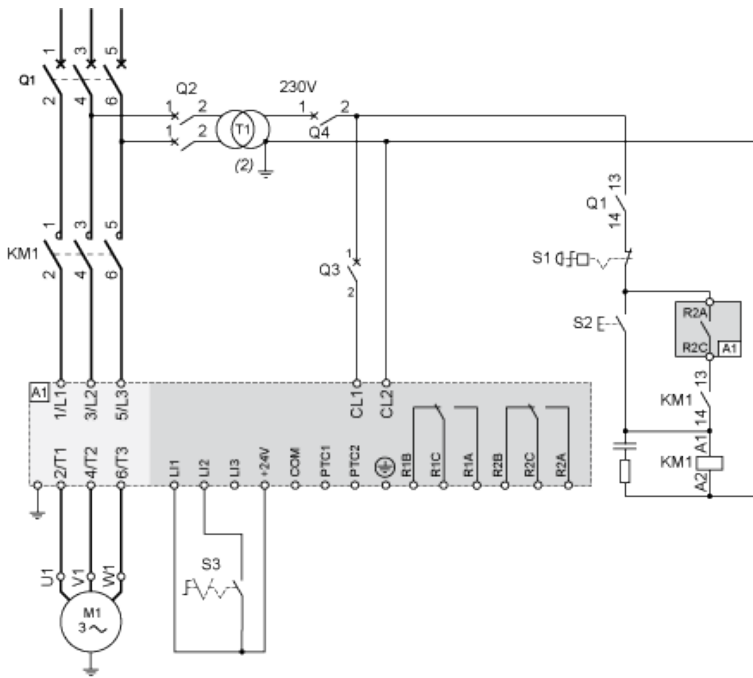 1 3 5
Q1
2 4 6
Q2
1 2
1 2
T1
(2)
230V
1 2
Q4
13
Q1
14
1 3 5
KM1
2 4 6
1
Q3
2
S1
S2
R2A
R2C
A1
13
KM1
14
A1
KM1
A2
A1
1/L1 3/L2 5/L3 CL1 CL2
2/T1 4/T2 6/T3 LI1 LI2 LI3 +24V COM PTC1 PTC2 R1B R1C R1A R2B R2C R2A
S3
U1 V1 W1
M1
3